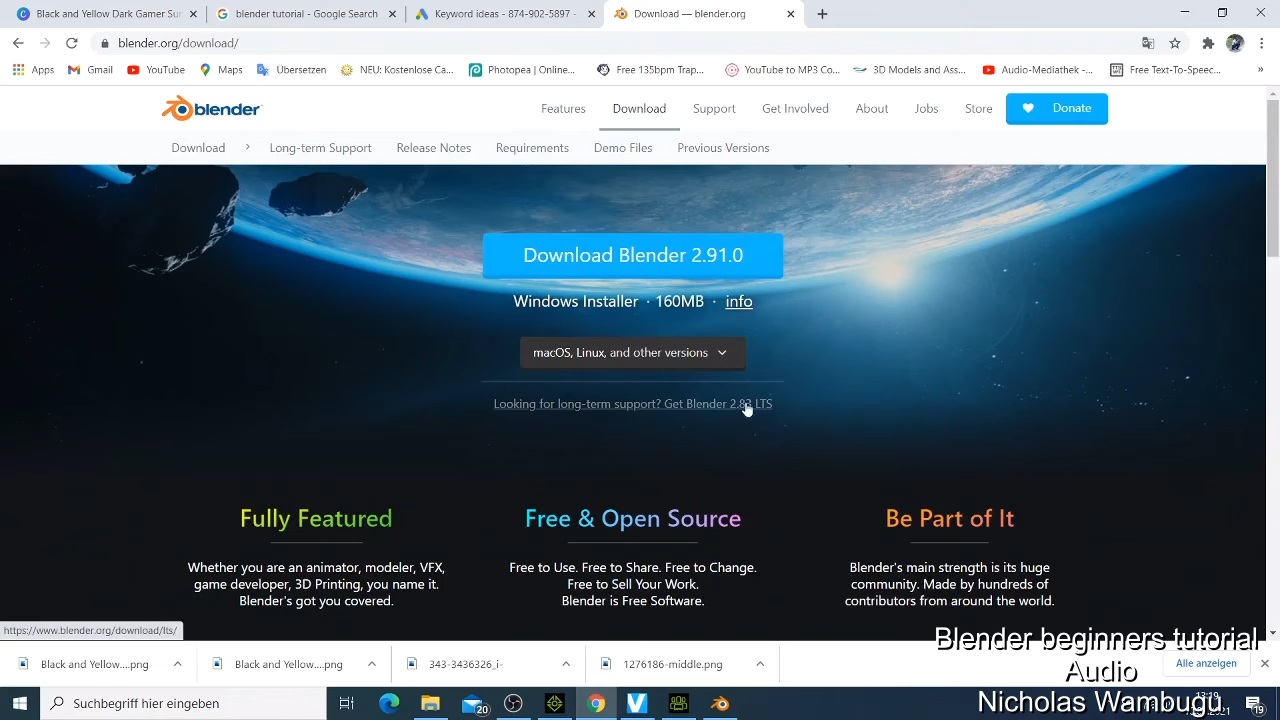 Black and Yellow Dark Gamer Su
blender tutorial - Google Search
Keyword ideas - 874-902-5897 -
Download — blender.org
blender.org/download/
Apps
Gmail
YouTube
Maps
Übersetzen
NEU: Kostenlose Ca...
Photopea | Online...
Free 135bpm Trap...
YouTube to MP3 Co...
3D Models and Ass...
Audio-Mediathek -...
Free Text-To-Speec...
blender
Features
Download
Support
Get Involved
About
Jobs
Store
Donate
Download
Long-term Support
Release Notes
Requirements
Demo Files
Previous Versions
Download Blender 2.91.0
Windows Installer · 160MB · info
macOS, Linux, and other versions
Looking for long-term support? Get Blender 2.83 LTS
Fully Featured
Whether you are an animator, modeler, VFX,
game developer, 3D Printing, you name it.
Blender's got you covered.
Free & Open Source
Free to Use. Free to Share. Free to Change.
Free to Sell Your Work.
Blender is Free Software.
Be Part of It
Blender's main strength is its huge
community. Made by hundreds of
contributors from around the world.
https://www.blender.org/download/lts/
Black and Yellow....png
Black and Yellow....png
343-3436326_i-
1276186-middle.png
Alle anzeigen
Blender beginners tutorial
Audio
Nicholas Wambugu
Suchbegriff hier eingeben
20
19